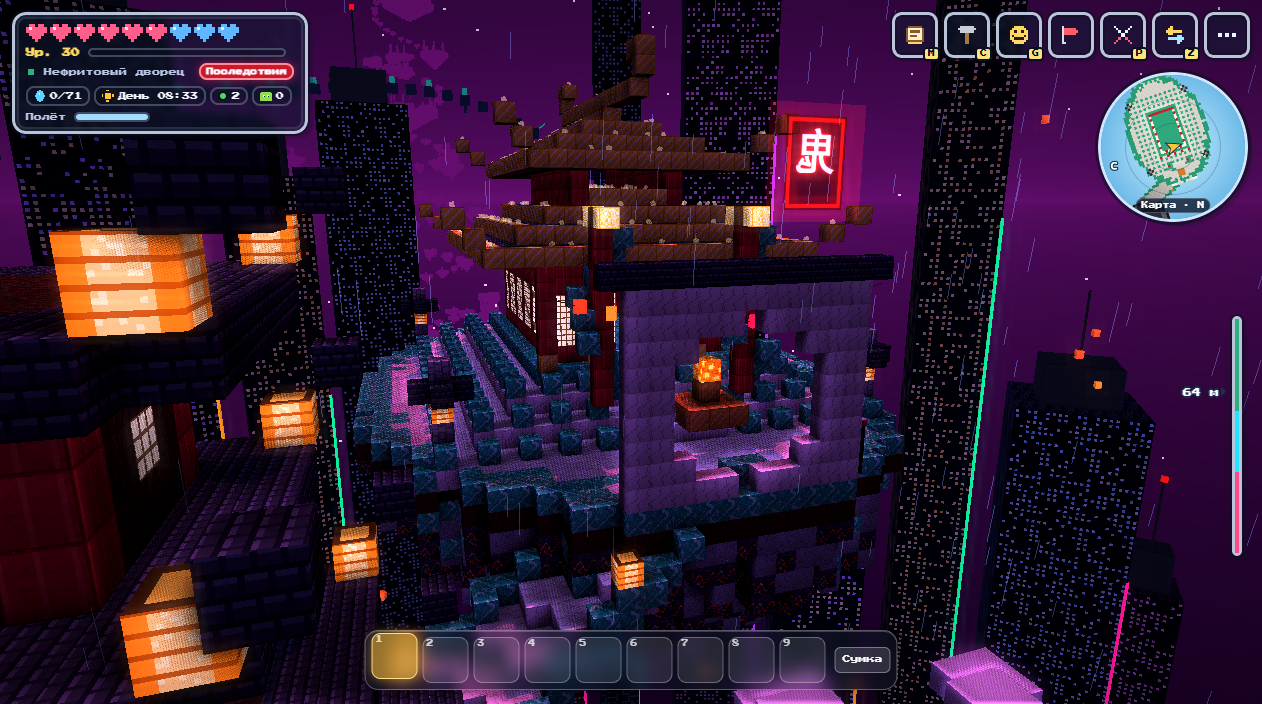 Ур. 30
Нефритовый дворец Последствия
0/71 День 08:33 2 0
Полёт
M C G P Z
С
Карта · N
64 м
1 2 3 4 5 6 7 8 9 Сумка